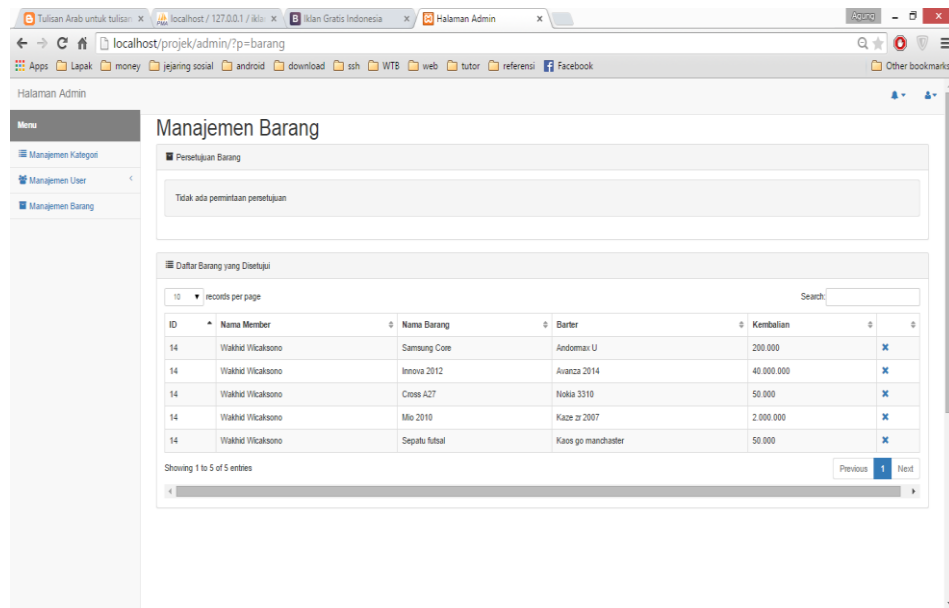 Tulisan Arab untuk tulisan localhost / 127.0.0.1 / ikla Iklan Gratis Indonesia Halaman Admin Agung
localhost/projek/admin/?p=barang
Apps Lapak money jejaring sosial android download ssh WTB web tutor referensi Facebook Other bookmarks
Halaman Admin
Menu
Manajemen Kategori
Manajemen User
Manajemen Barang
Manajemen Barang
Persetujuan Barang
Tidak ada permintaan persetujuan
Daftar Barang yang Disetujui
10 records per page Search:
ID Nama Member Nama Barang Barter Kembalian
14 Wakhid Wicaksono Samsung Core Andormax U 200.000
14 Wakhid Wicaksono Innova 2012 Avanza 2014 40.000.000
14 Wakhid Wicaksono Cross A27 Nokia 3310 50.000
14 Wakhid Wicaksono Mio 2010 Kaze zr 2007 2.000.000
14 Wakhid Wicaksono Sepatu futsal Kaos go manchaster 50.000
Showing 1 to 5 of 5 entries Previous 1 Next